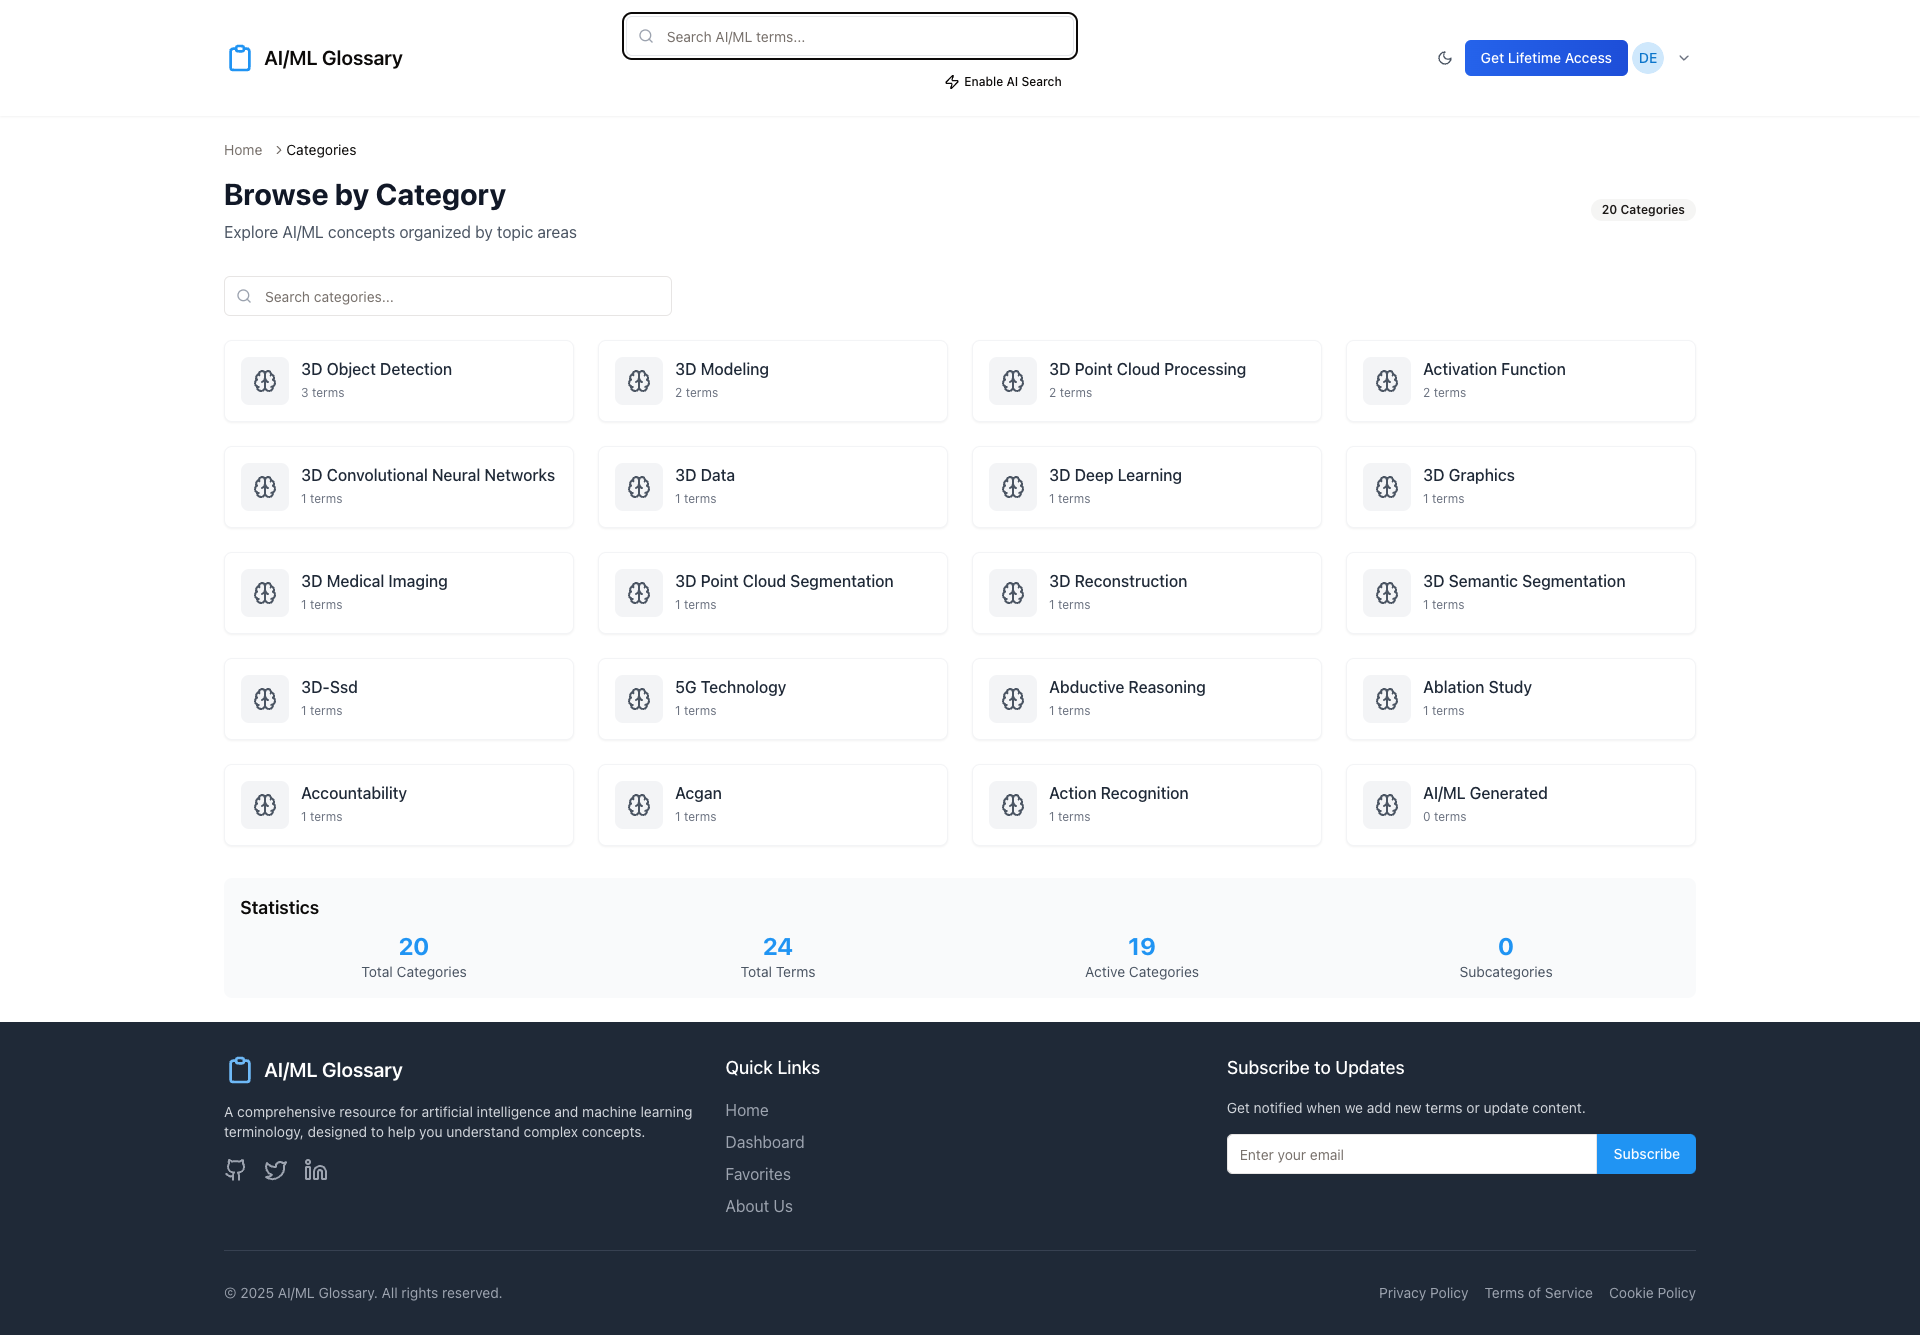 AI/ML Glossary
Search AI/ML terms...
Enable AI Search
Get Lifetime Access
DE
Home
Categories
Browse by Category
Explore AI/ML concepts organized by topic areas
20 Categories
Search categories...
3D Object Detection
3 terms
3D Modeling
2 terms
3D Point Cloud Processing
2 terms
Activation Function
2 terms
3D Convolutional Neural Networks
1 terms
3D Data
1 terms
3D Deep Learning
1 terms
3D Graphics
1 terms
3D Medical Imaging
1 terms
3D Point Cloud Segmentation
1 terms
3D Reconstruction
1 terms
3D Semantic Segmentation
1 terms
3D-Ssd
1 terms
5G Technology
1 terms
Abductive Reasoning
1 terms
Ablation Study
1 terms
Accountability
1 terms
Acgan
1 terms
Action Recognition
1 terms
AI/ML Generated
0 terms
Statistics
20
Total Categories
24
Total Terms
19
Active Categories
0
Subcategories
AI/ML Glossary
A comprehensive resource for artificial intelligence and machine learning
terminology, designed to help you understand complex concepts.
Quick Links
Home
Dashboard
Favorites
About Us
Subscribe to Updates
Get notified when we add new terms or update content.
Enter your email
Subscribe
© 2025 AI/ML Glossary. All rights reserved.
Privacy Policy
Terms of Service
Cookie Policy